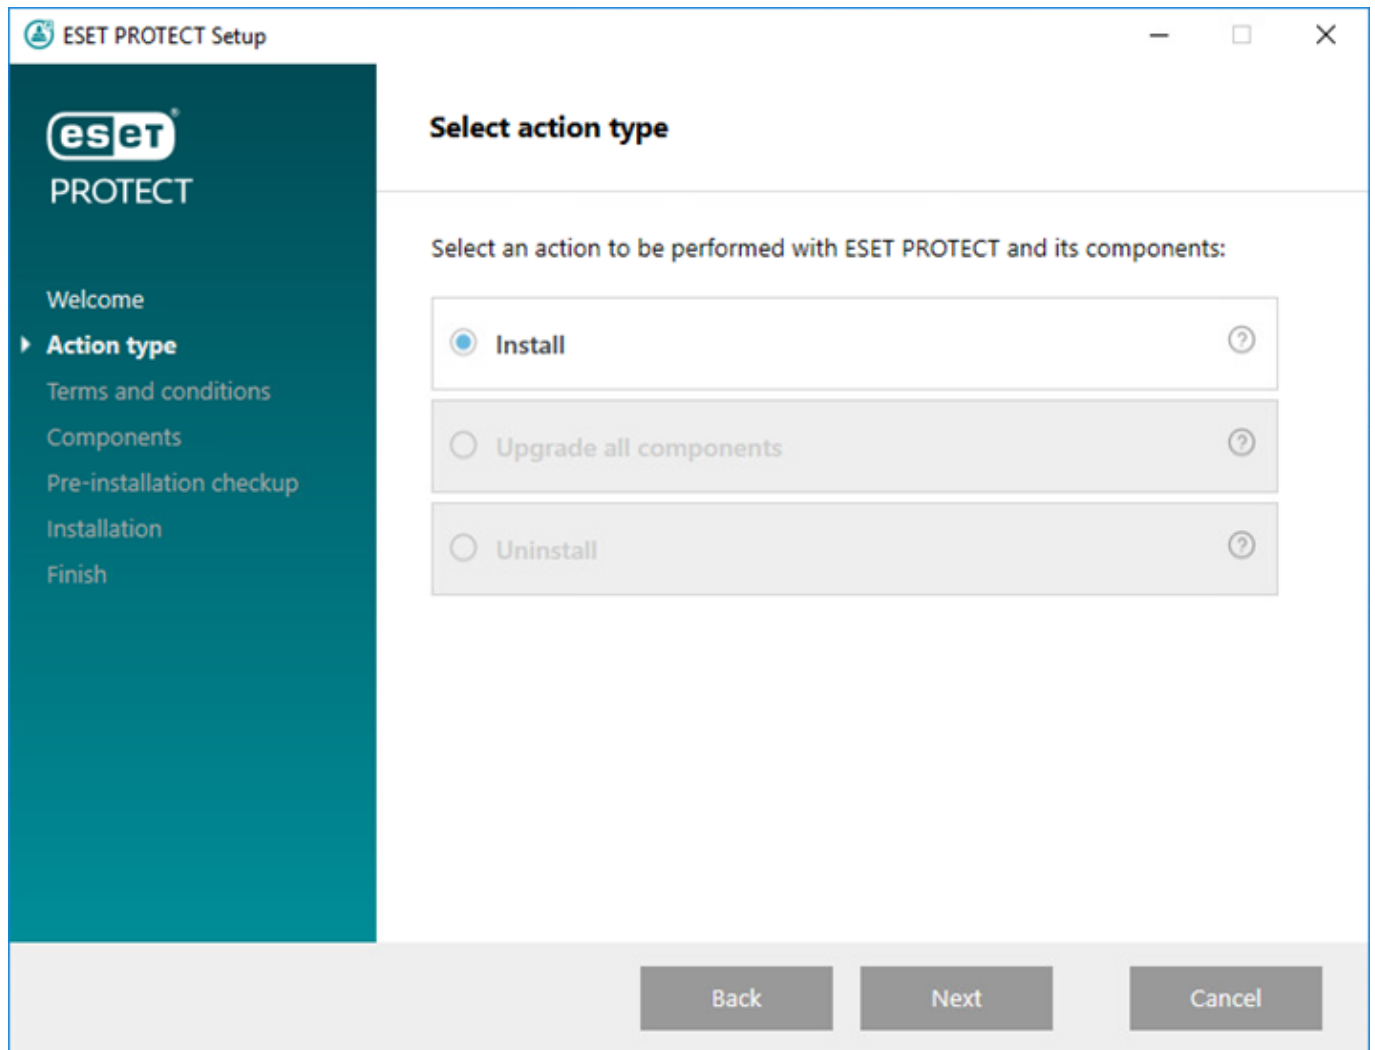 ESET PROTECT Setup
eset®
PROTECT
Welcome
Action type
Terms and conditions
Components
Pre-installation checkup
Installation
Finish
Select action type
Select an action to be performed with ESET PROTECT and its components:
Install
Upgrade all components
Uninstall
Back Next Cancel